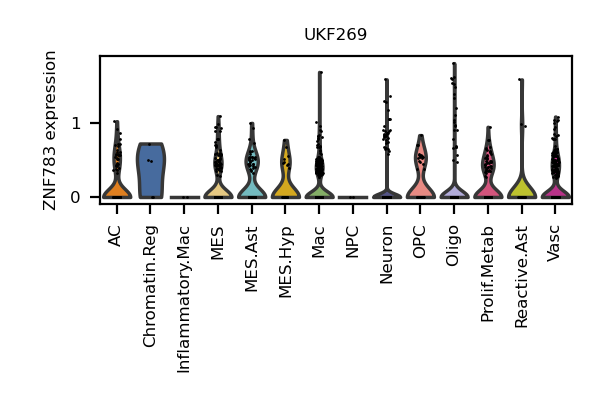 UKF269
ZNF783 expression
1
0
AC
Chromatin.Reg
Inflammatory.Mac
MES
MES.Ast
MES.Hyp
Mac
NPC
Neuron
OPC
Oligo
Prolif.Metab
Reactive.Ast
Vasc